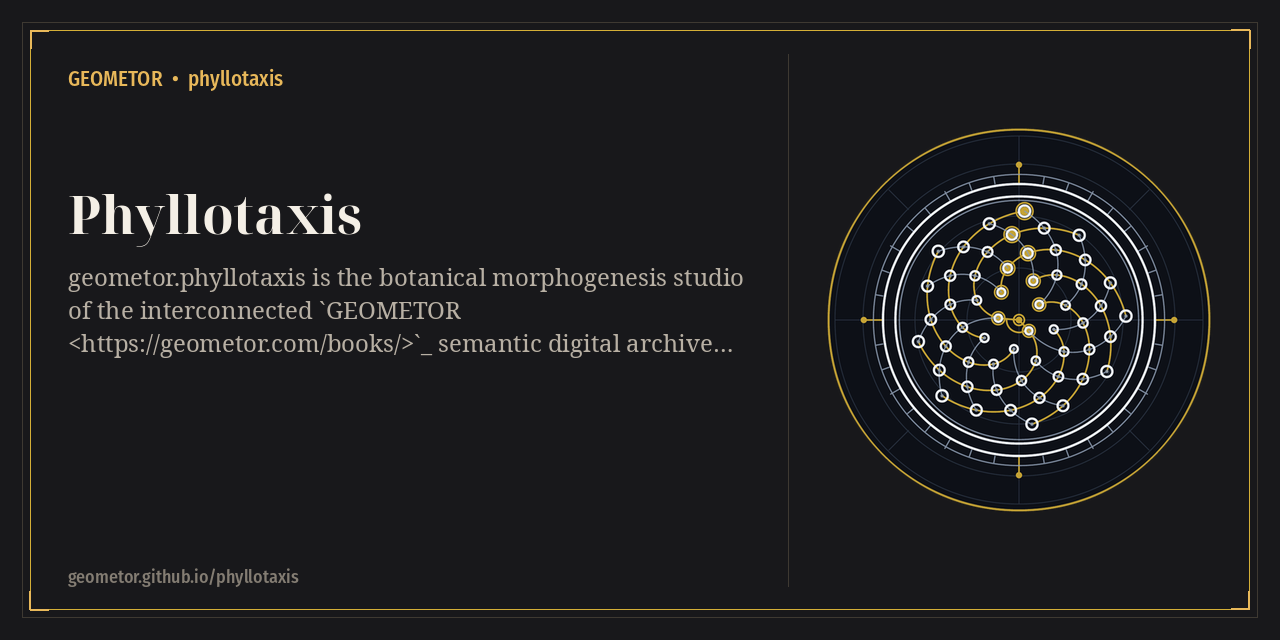 GEOMETOR • phyllotaxis
Phyllotaxis
geometor.phyllotaxis is the botanical morphogenesis studio
of the interconnected `GEOMETOR
<https://geometor.com/books/>`_ semantic digital archive...
geometor.github.io/phyllotaxis